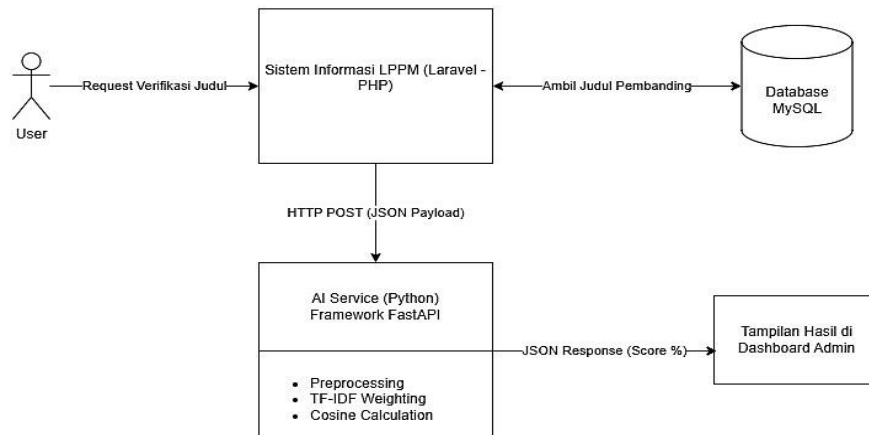 User
Request Verifikasi Judul
Sistem Informasi LPPM (Laravel -
PHP)
Ambil Judul Pembanding
Database
MySQL
HTTP POST (JSON Payload)
AI Service (Python)
Framework FastAPI
• Preprocessing
• TF-IDF Weighting
• Cosine Calculation
JSON Response (Score %)
Tampilan Hasil di
Dashboard Admin